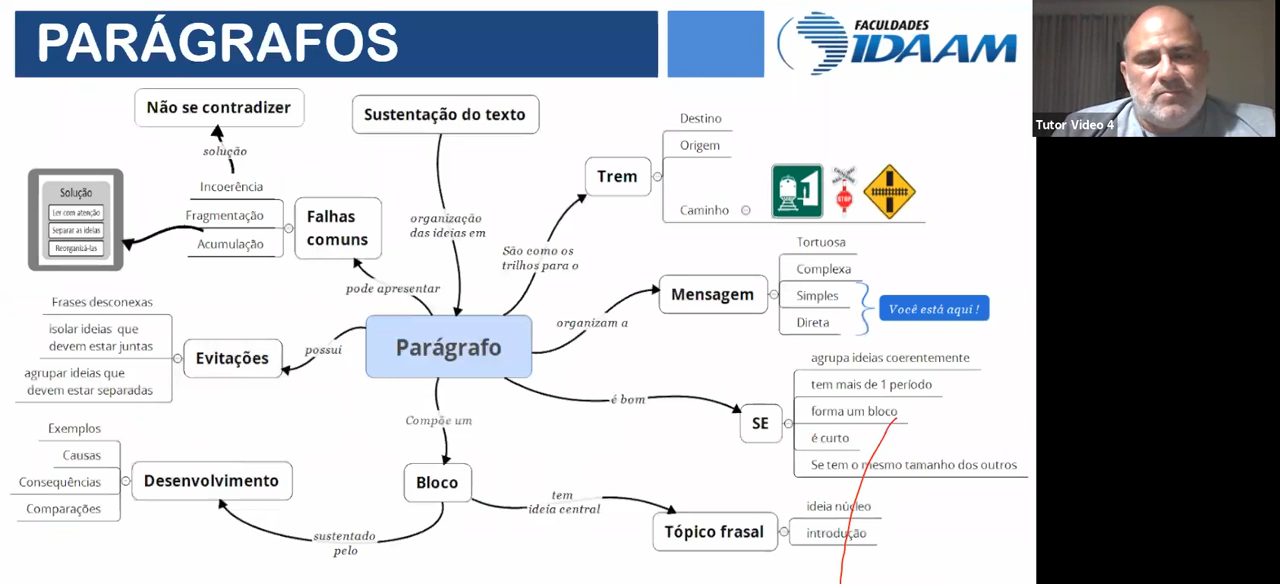 PARÁGRAFOS
FACULDADES
IDAAM
Tutor Video 4
Não se contradizer
Sustentação do texto
solução
Incoerência
Fragmentação
Acumulação
Falhas
comuns
Solução
Ler com atenção
Separar as ideias
Reorganizá-las
organização
das ideias em
Trem
Destino
Origem
Caminho
STOP
São como os
trilhos para o
pode apresentar
Mensagem
Tortuosa
Complexa
Simples
Direta
Você está aqui !
organizam a
Parágrafo
possui
Evitações
Frases desconexas
isolar ideias que
devem estar juntas
agrupar ideias que
devem estar separadas
é bom
SE
agrupa ideias coerentemente
tem mais de 1 período
forma um bloco
é curto
Se tem o mesmo tamanho dos outros
Compõe um
Bloco
Exemplos
Causas
Consequências
Comparações
Desenvolvimento
sustentado
pelo
tem
ideia central
Tópico frasal
ideia núcleo
introdução